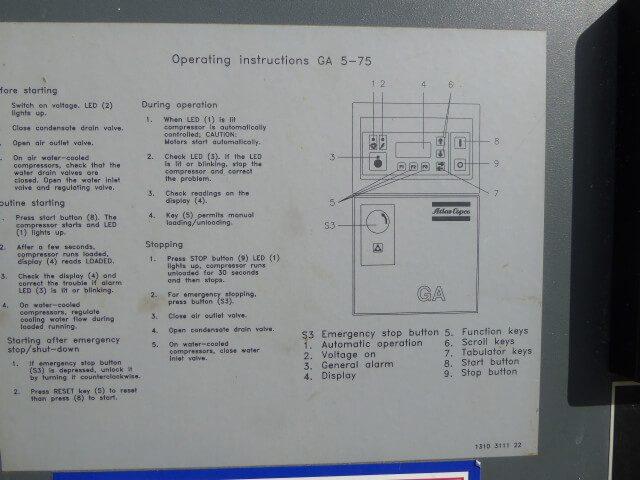 Operating instructions GA 5-75
fore starting
Switch on voltage. LED (2)
lights up.
Close condensate drain valve.
Open air outlet valve.
On air water-cooled
compressors, check that the
water drain valves are
closed. Open the water inlet
valve and regulating valve.
outine starting
1. Press start button (8). The
compressor starts and LED
(1) lights up.
2. After a few seconds,
compressor runs loaded,
display (4) reads LOADED.
3. Check the display (4) and
correct the trouble if alarm
LED (3) is lit or blinking.
4. On water-cooled
compressors, regulate
cooling water flow during
loaded running.
Starting after emergency
stop/shut-down
1. If emergency stop button
(S3) is depressed, unlock it
by turning it counterclockwise.
2. Press RESET key (5) to reset
than press (8) to start.
During operation
1. When LED (1) is lit
compressor is automatically
controlled; CAUTION:
Motors start automatically.
2. Check LED (3). If the LED
is lit or blinking, stop the
compressor and correct
the problem.
3. Check readings on the
display (4).
4. Key (5) permits manual
loading/unloading.
Stopping
1. Press STOP button (9) LED (1)
lights up, compressor runs
unloaded for 30 seconds
and then stops.
2. For emergency stopping,
press button (S3).
3. Close air outlet valve.
4. Open condensate drain valve.
5. On water-cooled
compressors, close water
inlet valve.
1 2 4 6
3 8
9
F1 F2 F3
5 7
S3
Atlas Copco
GA
S3 Emergency stop button
1. Automatic operation
2. Voltage on
3. General alarm
4. Display
5. Function keys
6. Scroll keys
7. Tabulator keys
8. Start button
9. Stop button
1310 3111 22